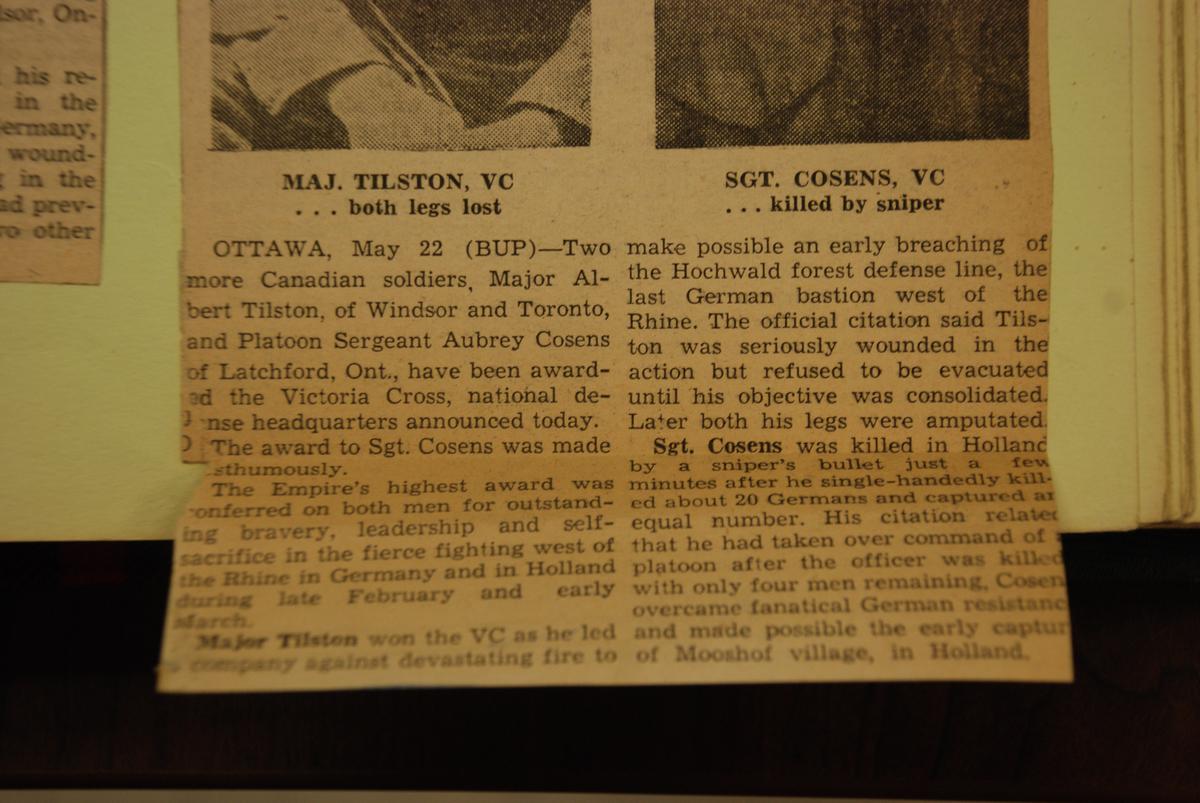 lsor, On-
his re-
in the
ermany,
wound-
in the
ad prev-
vo other
MAJ. TILSTON, VC
. . . both legs lost
SGT. COSENS, VC
. . . killed by sniper
OTTAWA, May 22 (BUP)—Two
more Canadian soldiers, Major Al-
bert Tilston, of Windsor and Toronto,
and Platoon Sergeant Aubrey Cosens
of Latchford, Ont., have been award-
ed the Victoria Cross, national de-
nse headquarters announced today.
The award to Sgt. Cosens was made
sthumously.
The Empire's highest award was
onferred on both men for outstand-
ing bravery, leadership and self-
sacrifice in the fierce fighting west of
the Rhine in Germany and in Holland
during late February and early
March.
Major Tilston won the VC as he led
company against devastating fire to
make possible an early breaching of
the Hochwald forest defense line, the
last German bastion west of the
Rhine. The official citation said Tils-
ton was seriously wounded in the
action but refused to be evacuated
until his objective was consolidated.
Later both his legs were amputated.
Sgt. Cosens was killed in Holland
by a sniper's bullet just a few
minutes after he single-handedly kill-
ed about 20 Germans and captured an
equal number. His citation related
that he had taken over command of
platoon after the officer was killed
with only four men remaining, Cosen
overcame fanatical German resistanc
and made possible the early captur
of Mooshof village, in Holland.